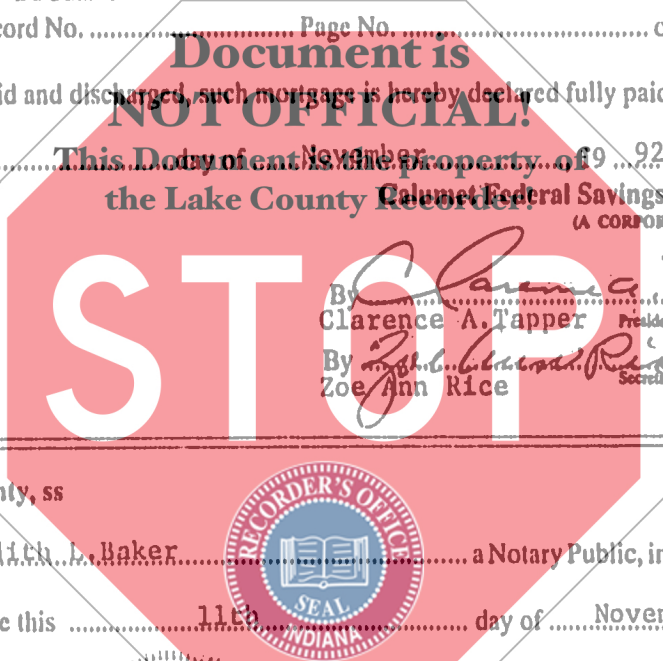 cord No. .......................... Page No. ..........................
Document is
id and discharged, such mortgage is hereby declared fully paid
NOT OFFICIAL!
day of ..... November ............................, 19 ...92
This Document is the property of
the Lake County Recorder!
Calumet Federal Savings
(A CORPOR
STOP
By
Clarence A. Tapper
By
Zoe Ann Rice
nty, ss
lith L. Baker ............................ a Notary Public, in
RECORDER'S OFFICE
SEAL
INDIANA
e this .......... 11th .......... day of ..... Novem